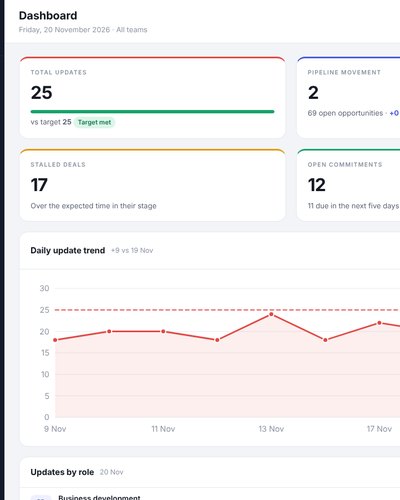 Dashboard
Friday, 20 November 2026 · All teams
TOTAL UPDATES
25
vs target 25 Target met
PIPELINE MOVEMENT
2
69 open opportunities · +0
STALLED DEALS
17
Over the expected time in their stage
OPEN COMMITMENTS
12
11 due in the next five days
Daily update trend +9 vs 19 Nov
30
25
20
15
10
5
0
9 Nov 11 Nov 13 Nov 17 Nov
Updates by role 20 Nov
Business development